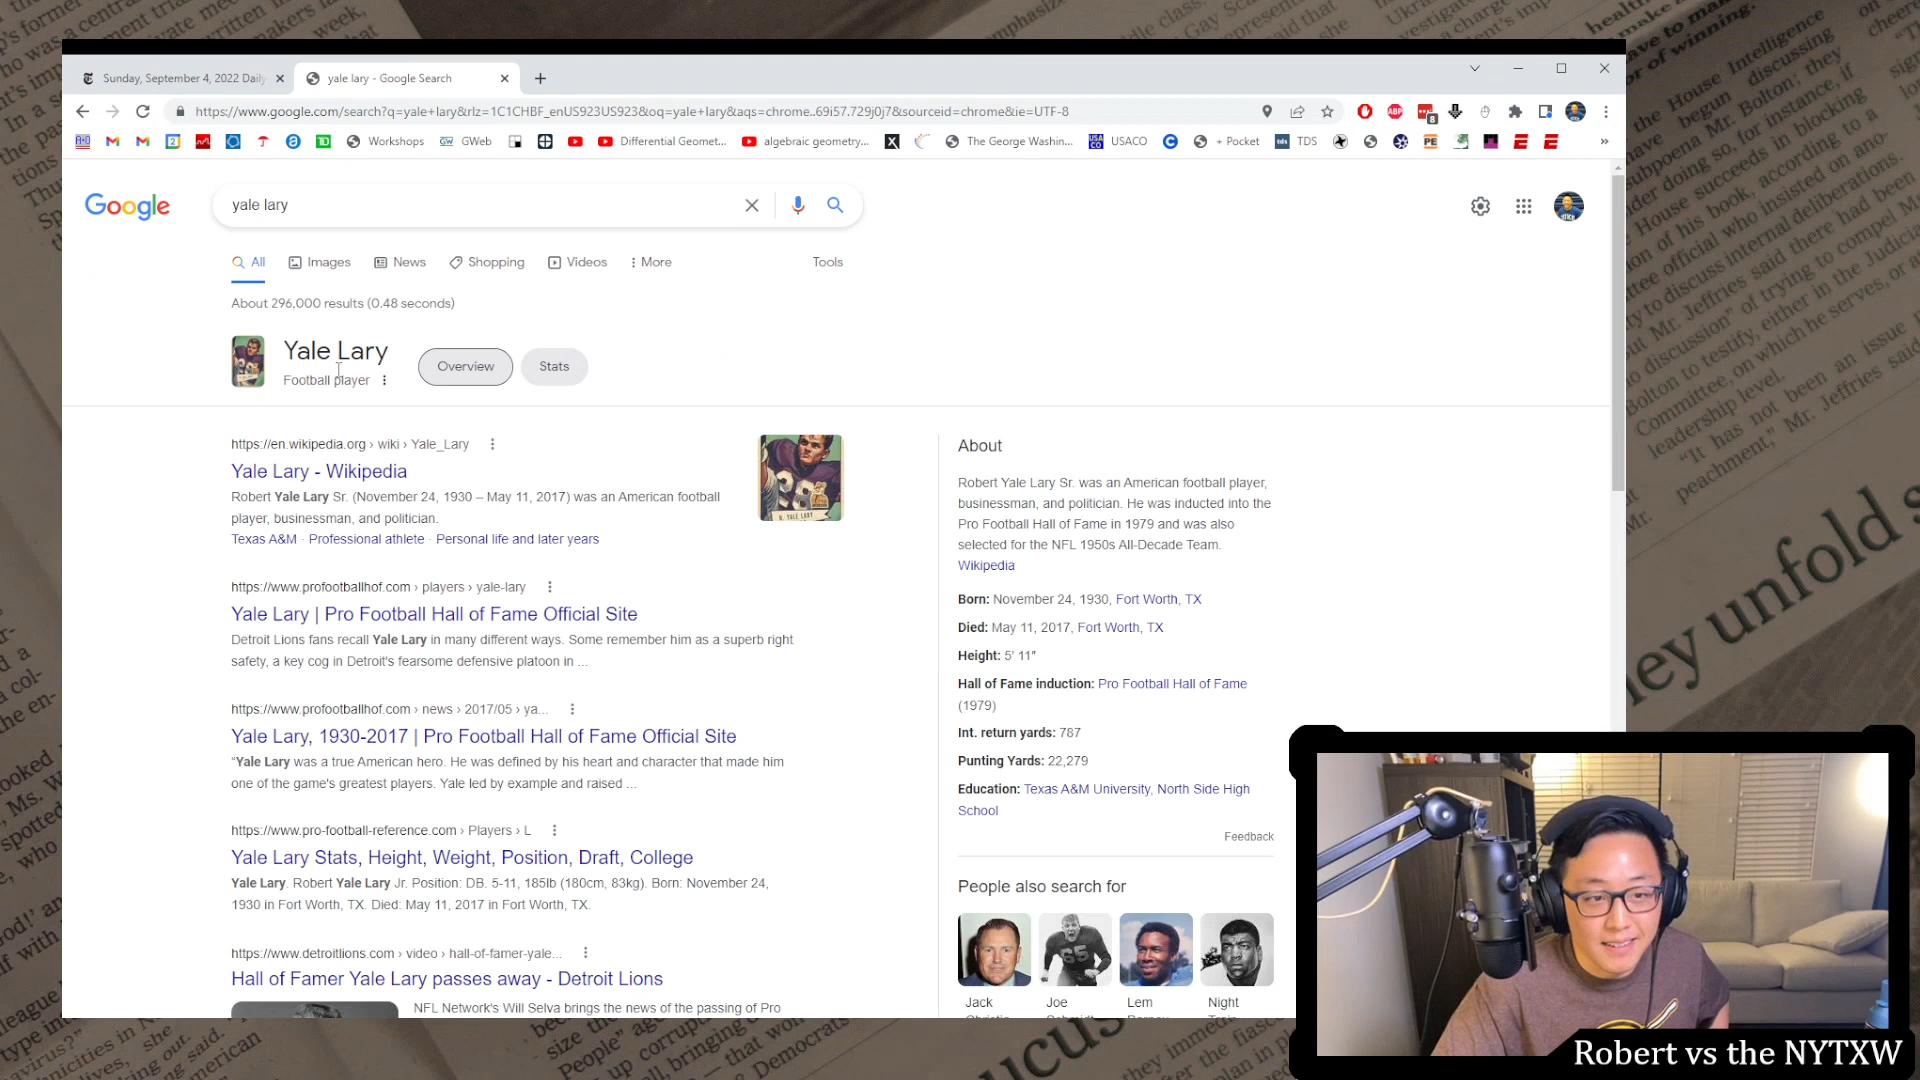 Sunday, September 4, 2022 Daily
yale lary - Google Search
https://www.google.com/search?q=yale+lary&rlz=1C1CHBF_enUS923US923&oq=yale+lary&aqs=chrome..69i57.729j0j7&sourceid=chrome&ie=UTF-8
Workshops
GWeb
Differential Geomet...
algebraic geometry...
The George Washin...
USACO
+ Pocket
TDS
Google
yale lary
All
Images
News
Shopping
Videos
More
Tools
About 296,000 results (0.48 seconds)
Yale Lary
Football player
Overview
Stats
https://en.wikipedia.org › wiki › Yale_Lary
Yale Lary - Wikipedia
Robert Yale Lary Sr. (November 24, 1930 – May 11, 2017) was an American football
player, businessman, and politician.
Texas A&M · Professional athlete · Personal life and later years
https://www.profootballhof.com › players › yale-lary
Yale Lary | Pro Football Hall of Fame Official Site
Detroit Lions fans recall Yale Lary in many different ways. Some remember him as a superb right
safety, a key cog in Detroit's fearsome defensive platoon in ...
https://www.profootballhof.com › news › 2017/05 › ya...
Yale Lary, 1930-2017 | Pro Football Hall of Fame Official Site
“Yale Lary was a true American hero. He was defined by his heart and character that made him
one of the game's greatest players. Yale led by example and raised ...
https://www.pro-football-reference.com › Players › L
Yale Lary Stats, Height, Weight, Position, Draft, College
Yale Lary. Robert Yale Lary Jr. Position: DB. 5-11, 185lb (180cm, 83kg). Born: November 24,
1930 in Fort Worth, TX. Died: May 11, 2017 in Fort Worth, TX.
https://www.detroitlions.com › video › hall-of-famer-yale...
Hall of Famer Yale Lary passes away - Detroit Lions
NFL Network's Will Selva brings the news of the passing of Pro
About
Robert Yale Lary Sr. was an American football player,
businessman, and politician. He was inducted into the
Pro Football Hall of Fame in 1979 and was also
selected for the NFL 1950s All-Decade Team.
Wikipedia
Born: November 24, 1930, Fort Worth, TX
Died: May 11, 2017, Fort Worth, TX
Height: 5′ 11″
Hall of Fame induction: Pro Football Hall of Fame
(1979)
Int. return yards: 787
Punting Yards: 22,279
Education: Texas A&M University, North Side High
School
Feedback
People also search for
Jack
Joe
Lem
Night
Robert vs the NYTXW